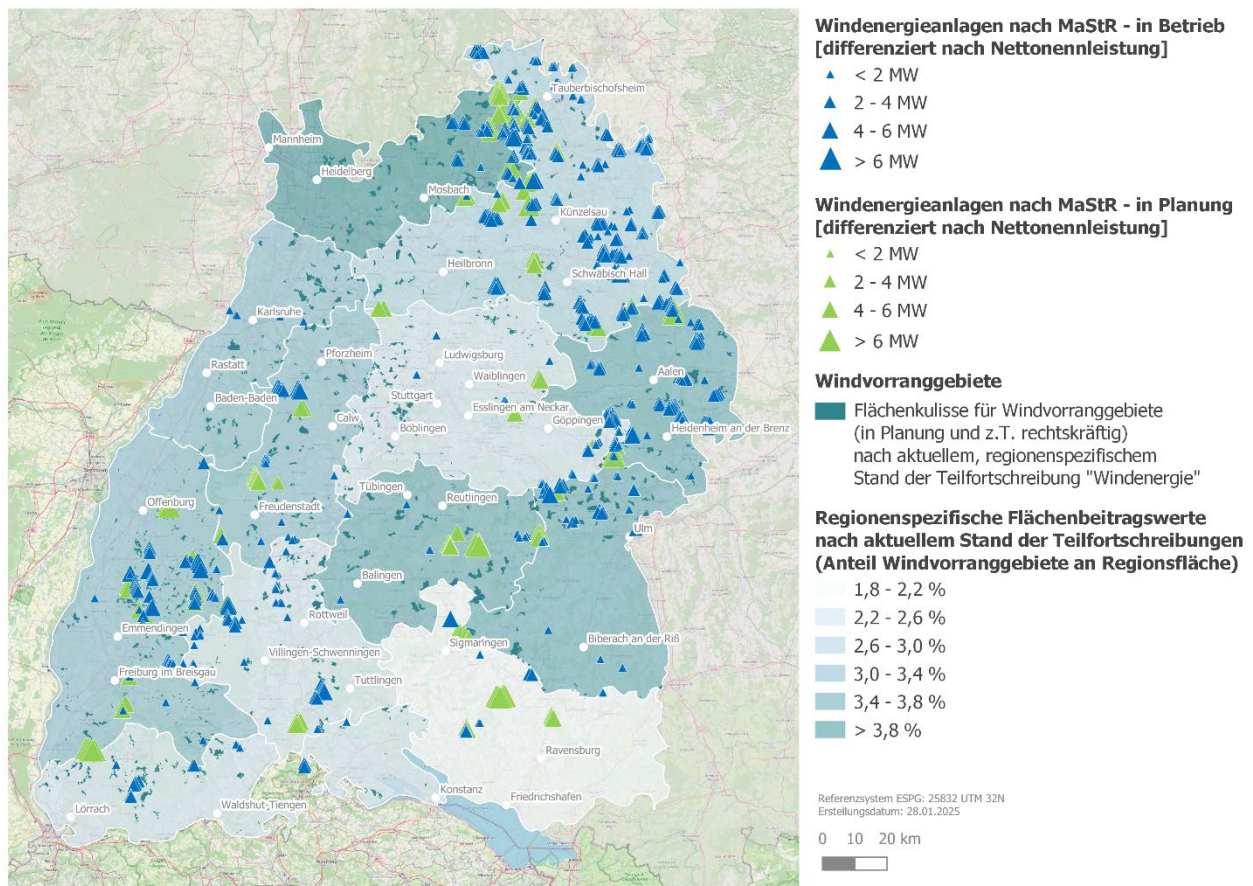 Windenergieanlagen nach MaStR - in Betrieb
[differenziert nach Nettonennleistung]
< 2 MW
2 - 4 MW
4 - 6 MW
> 6 MW
Windenergieanlagen nach MaStR - in Planung
[differenziert nach Nettonennleistung]
< 2 MW
2 - 4 MW
4 - 6 MW
> 6 MW
Windvorranggebiete
Flächenkulisse für Windvorranggebiete
(in Planung und z.T. rechtskräftig)
nach aktuellem, regionenspezifischem
Stand der Teilfortschreibung "Windenergie"
Regionenspezifische Flächenbeitragswerte
nach aktuellem Stand der Teilfortschreibungen
(Anteil Windvorranggebiete an Regionsfläche)
1,8 - 2,2 %
2,2 - 2,6 %
2,6 - 3,0 %
3,0 - 3,4 %
3,4 - 3,8 %
> 3,8 %
Referenzsystem ESPG: 25832 UTM 32N
Erstellungsdatum: 28.01.2025
0 10 20 km
Tauberbischofsheim
Mannheim
Heidelberg
Mosbach
Künzelsau
Heilbronn
Schwäbisch Hall
Karlsruhe
Pforzheim
Ludwigsburg
Rastatt
Waiblingen
Aalen
Baden-Baden
Stuttgart
Esslingen am Neckar
Calw
Göppingen
Böblingen
Heidenheim an der Brenz
Tübingen
Reutlingen
Offenburg
Freudenstadt
Ulm
Balingen
Rottweil
Emmendingen
Biberach an der Riß
Sigmaringen
Villingen-Schwenningen
Freiburg im Breisgau
Tuttlingen
Ravensburg
Konstanz
Friedrichshafen
Lörrach
Waldshut-Tiengen